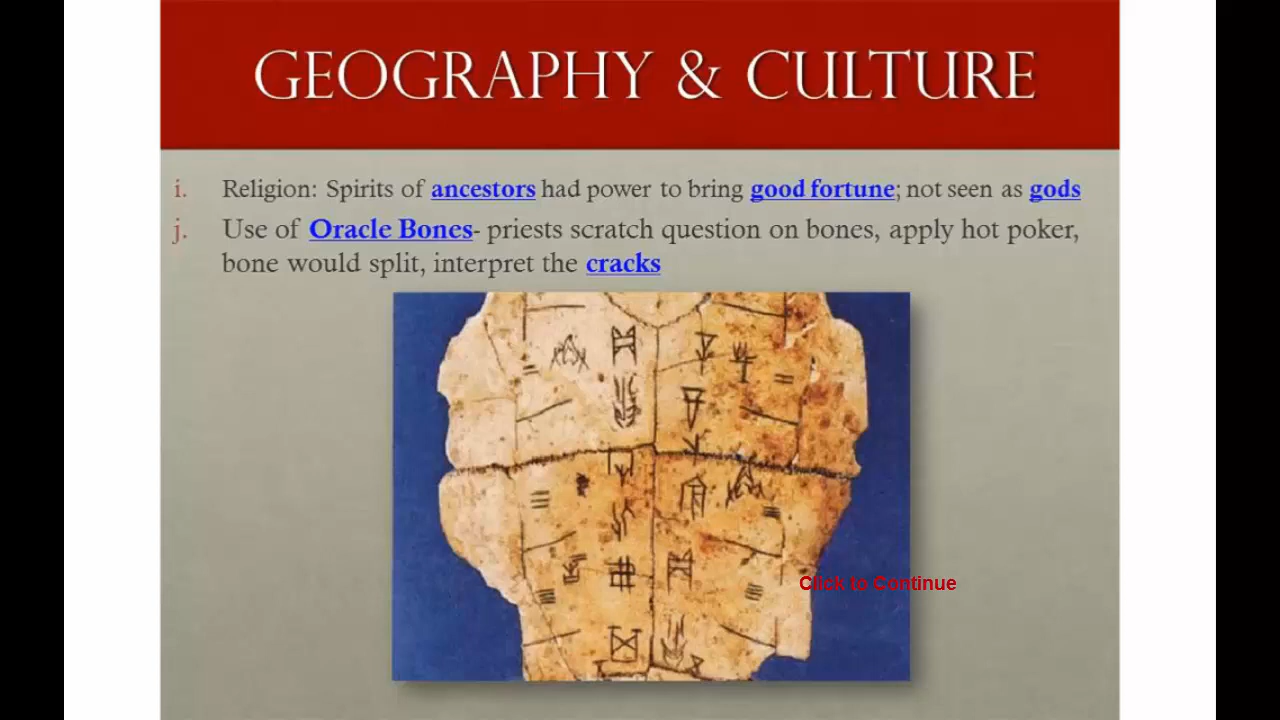 GEOGRAPHY & CULTURE
i. Religion: Spirits of ancestors had power to bring good fortune; not seen as gods
j. Use of Oracle Bones- priests scratch question on bones, apply hot poker,
bone would split, interpret the cracks
Click to Continue